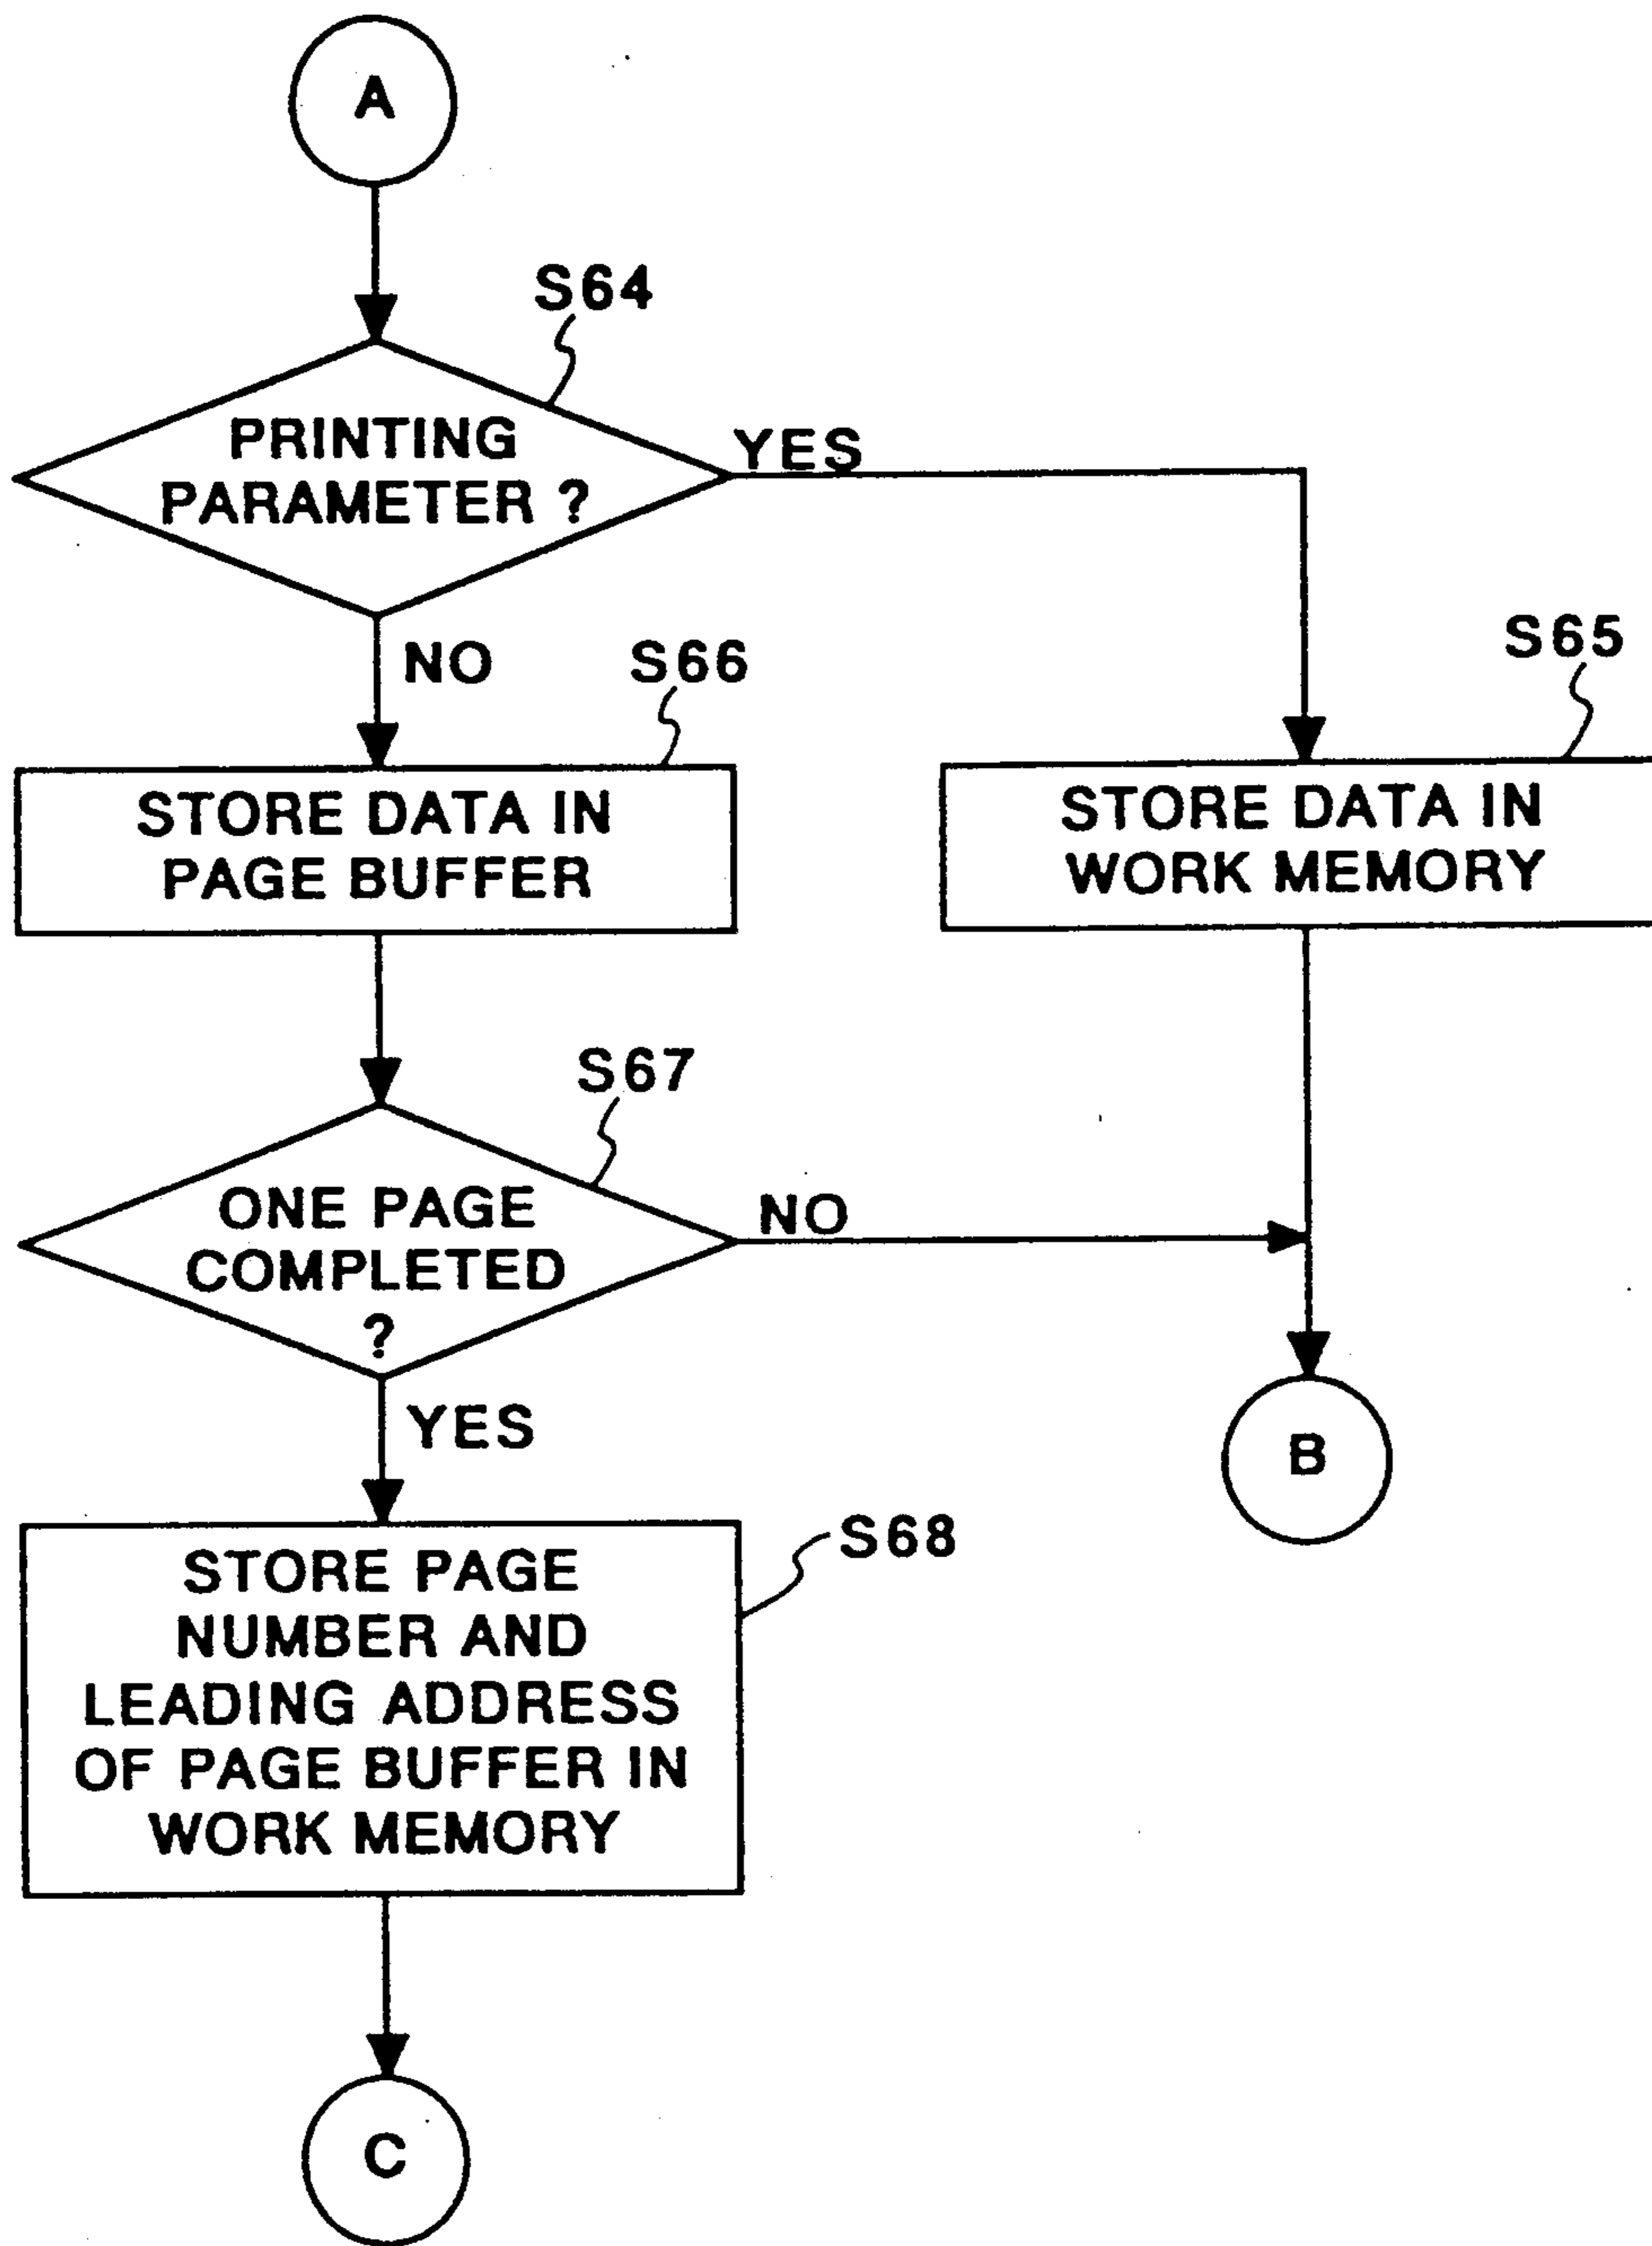 A
S64
PRINTING
PARAMETER ?
YES
NO
S66
S65
STORE DATA IN
PAGE BUFFER
STORE DATA IN
WORK MEMORY
S67
ONE PAGE
COMPLETED
?
NO
YES
B
S68
STORE PAGE
NUMBER AND
LEADING ADDRESS
OF PAGE BUFFER IN
WORK MEMORY
C